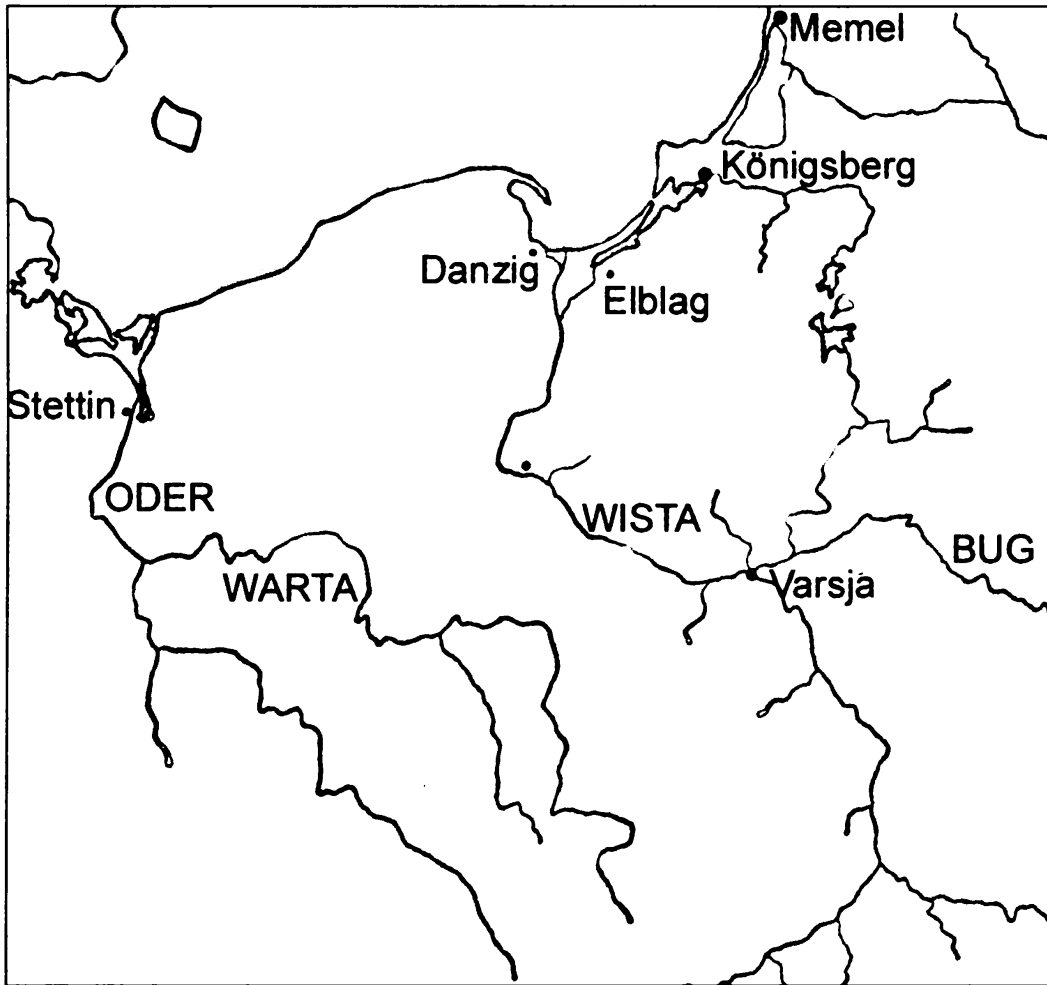 Memel
Königsberg
Danzig
Elblag
Stettin
ODER
WISTA
BUG
WARTA
Varsja